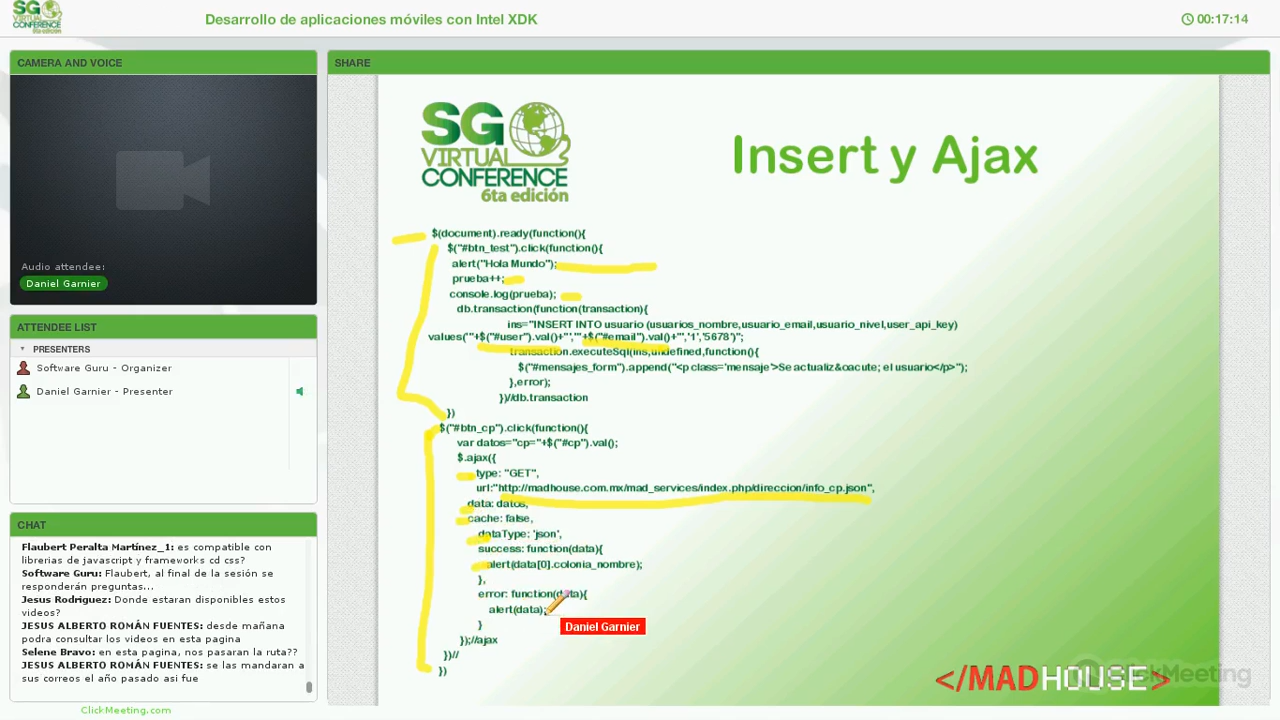 SG
VIRTUAL
CONFERENCE
6ta edición
Desarrollo de aplicaciones móviles con Intel XDK
00:17:14
CAMERA AND VOICE
Audio attendee:
Daniel Garnier
ATTENDEE LIST
PRESENTERS
Software Guru - Organizer
Daniel Garnier - Presenter
CHAT
Flaubert Peralta Martínez_1: es compatible con
librerias de javascript y frameworks cd css?
Software Guru: Flaubert, al final de la sesión se
responderán preguntas...
Jesus Rodriguez: Donde estaran disponibles estos
videos?
JESUS ALBERTO ROMÁN FUENTES: desde mañana
podra consultar los videos en esta pagina
Selene Bravo: en esta pagina, nos pasaran la ruta??
JESUS ALBERTO ROMÁN FUENTES: se las mandaran a
sus correos el año pasado asi fue
ClickMeeting.com
SHARE
SG
VIRTUAL
CONFERENCE
6ta edición
Insert y Ajax
$(document).ready(function(){
$("#btn_test").click(function(){
alert("Hola Mundo");
prueba++;
console.log(prueba);
db.transaction(function(transaction){
ins="INSERT INTO usuario (usuarios_nombre,usuario_email,usuario_nivel,user_api_key)
values('"+$("#user").val()+"','"+$("#email").val()+"','1','5678')";
transaction.executeSql(ins,undefined,function(){
$("#mensajes_form").append("<p class='mensaje'>Se actualiz&oacute; el usuario</p>");
},error);
})//db.transaction
})
$("#btn_cp").click(function(){
var datos="cp="+$("#cp").val();
$.ajax({
type: "GET",
url:"http://madhouse.com.mx/mad_services/index.php/direccion/info_cp.json",
data: datos,
cache: false,
dataType: 'json',
success: function(data){
alert(data[0].colonia_nombre);
},
error: function(data){
alert(data);
}
});//ajax
})//
})
Daniel Garnier
</MADHOUSE>
ClickMeeting